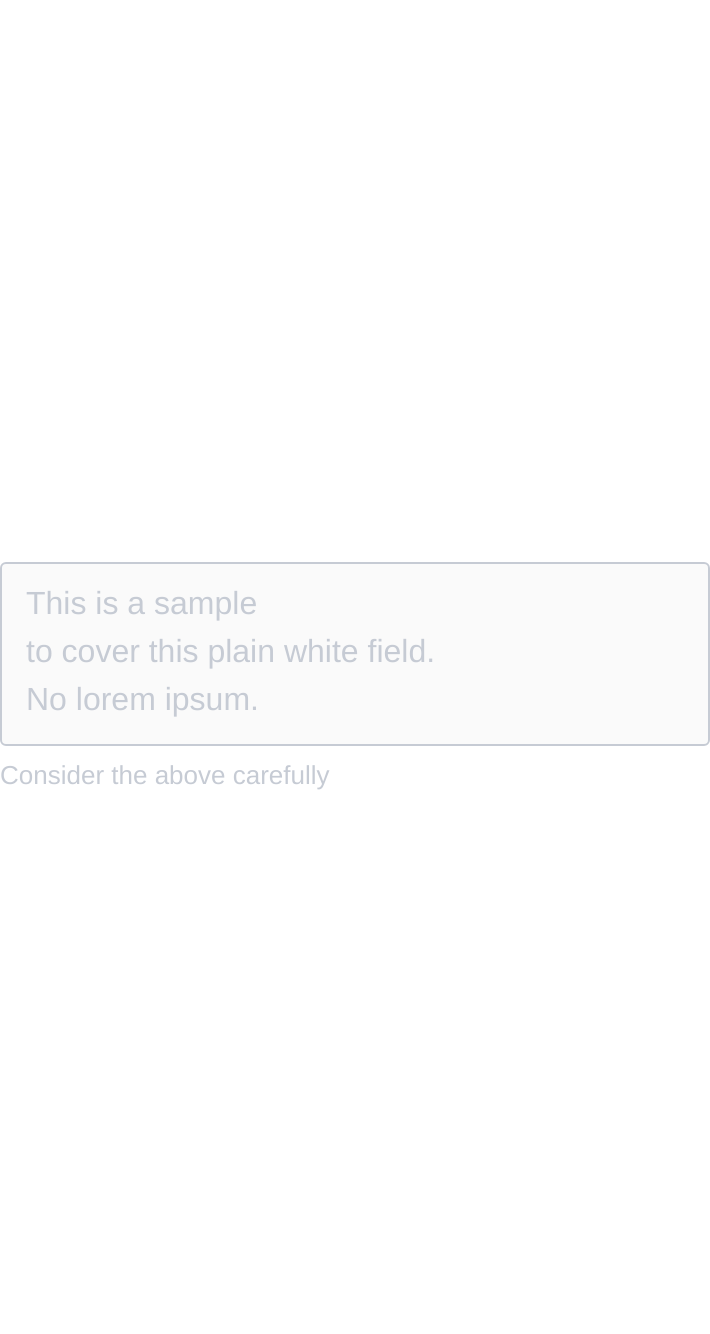 This is a sample
to cover this plain white field.
No lorem ipsum.
Consider the above carefully